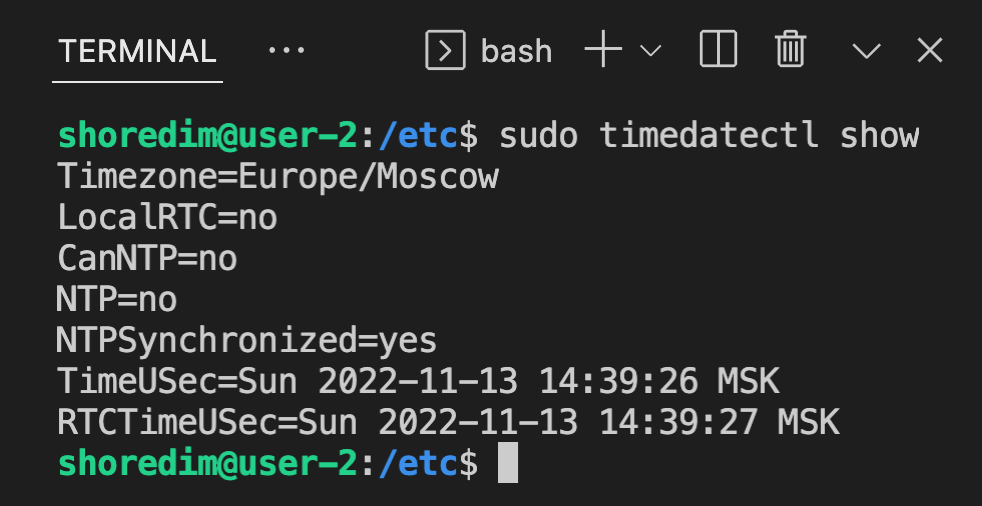 TERMINAL ··· bash
shoredim@user-2:/etc$ sudo timedatectl show
Timezone=Europe/Moscow
LocalRTC=no
CanNTP=no
NTP=no
NTPSynchronized=yes
TimeUSec=Sun 2022-11-13 14:39:26 MSK
RTCTimeUSec=Sun 2022-11-13 14:39:27 MSK
shoredim@user-2:/etc$